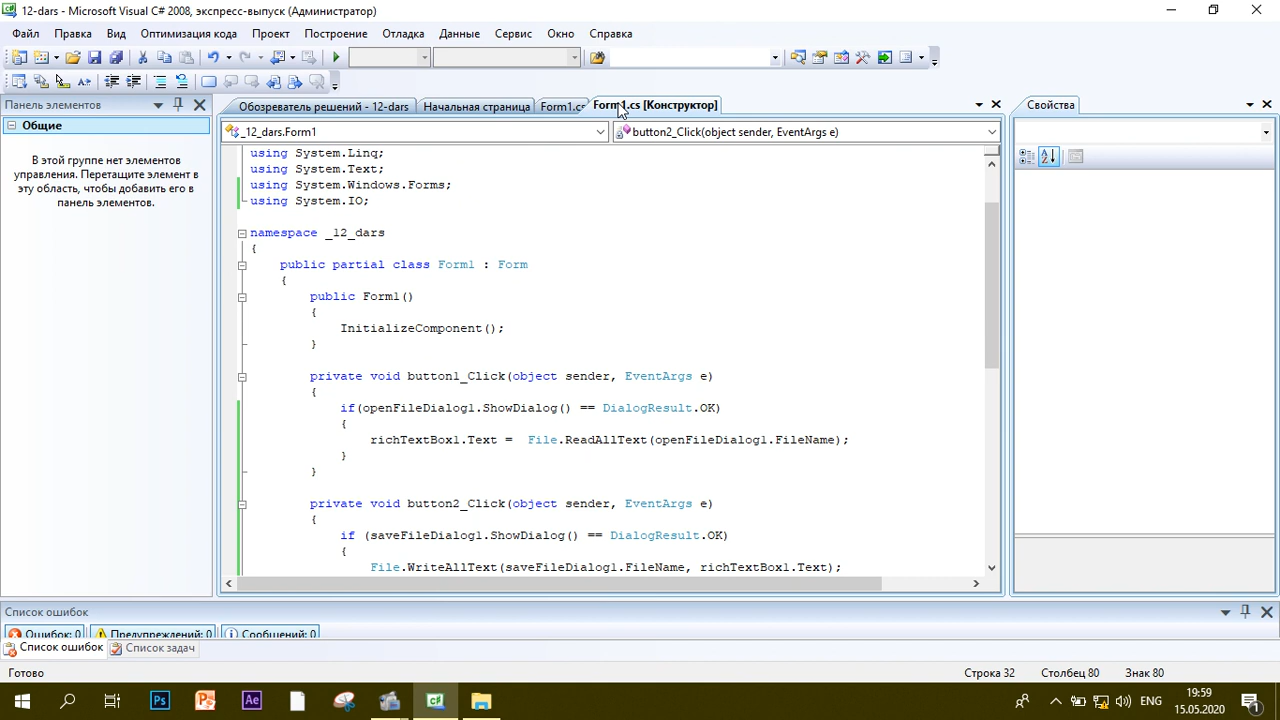 12-dars - Microsoft Visual C# 2008, экспресс-выпуск (Администратор)
Файл Правка Вид Оптимизация кода Проект Построение Отладка Данные Сервис Окно Справка
Панель элементов
Обозреватель решений - 12-dars Начальная страница Form1.cs Form1.cs [Конструктор]
Свойства
Общие
_12_dars.Form1 button2_Click(object sender, EventArgs e)
В этой группе нет элементов
управления. Перетащите элемент в
эту область, чтобы добавить его в
панель элементов.
using System.Linq;
using System.Text;
using System.Windows.Forms;
using System.IO;
namespace _12_dars
{
public partial class Form1 : Form
{
public Form1()
{
InitializeComponent();
}
private void button1_Click(object sender, EventArgs e)
{
if(openFileDialog1.ShowDialog() == DialogResult.OK)
{
richTextBox1.Text =  File.ReadAllText(openFileDialog1.FileName);
}
}
private void button2_Click(object sender, EventArgs e)
{
if (saveFileDialog1.ShowDialog() == DialogResult.OK)
{
File.WriteAllText(saveFileDialog1.FileName, richTextBox1.Text);
Список ошибок
Ошибок: 0 Предупреждений: 0 Сообщений: 0
Список ошибок Список задач
Готово Строка 32 Столбец 80 Знак 80
Ps Ae C# ENG 19:59
15.05.2020 1